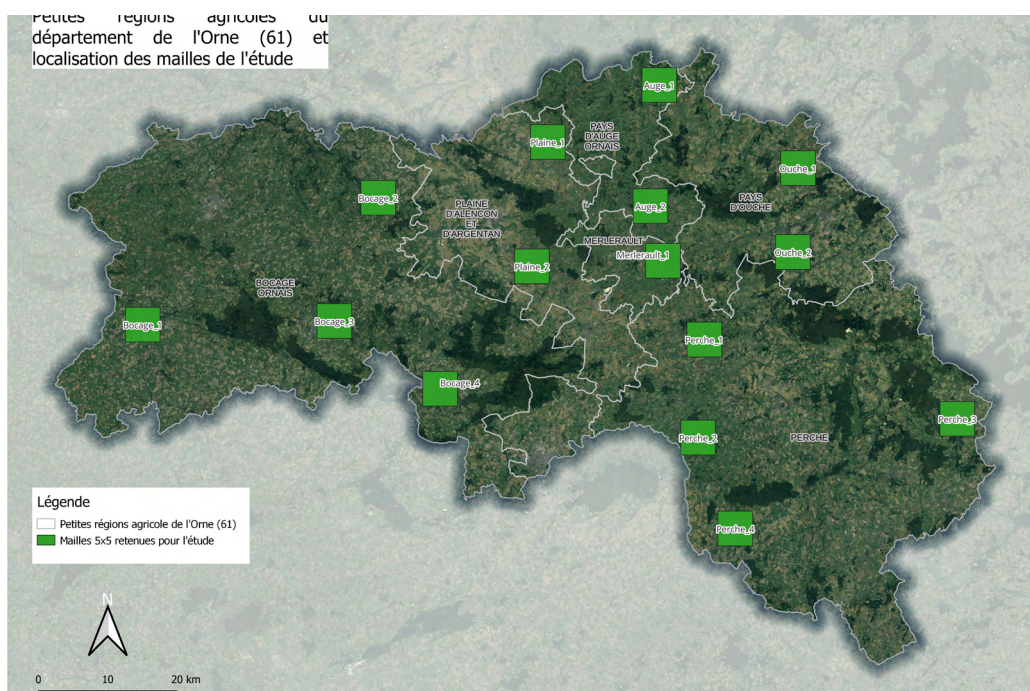 Petites régions agricoles du
département de l'Orne (61) et
localisation des mailles de l'étude
Auge_1
Plaine_1
PAYS
D'AUGE
ORNAIS
Ouche_1
Bocage_2
PLAINE
D'ALENCON
ET
D'ARGENTAN
Auge_2
PAYS
D'OUCHE
MERLERAULT
Merlerault_1
Ouche_2
Plaine_2
BOCAGE
ORNAIS
Bocage_1
Bocage_3
Perche_1
Bocage_4
Perche_3
Perche_2
PERCHE
Perche_4
Légende
Petites régions agricole de l'Orne (61)
Mailles 5x5 retenues pour l'étude
N
0 10 20 km